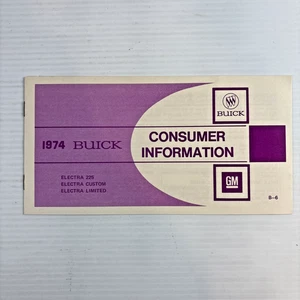 BUICK
1974 BUICK
CONSUMER
INFORMATION
ELECTRA 225
ELECTRA CUSTOM
ELECTRA LIMITED
GM
B-6